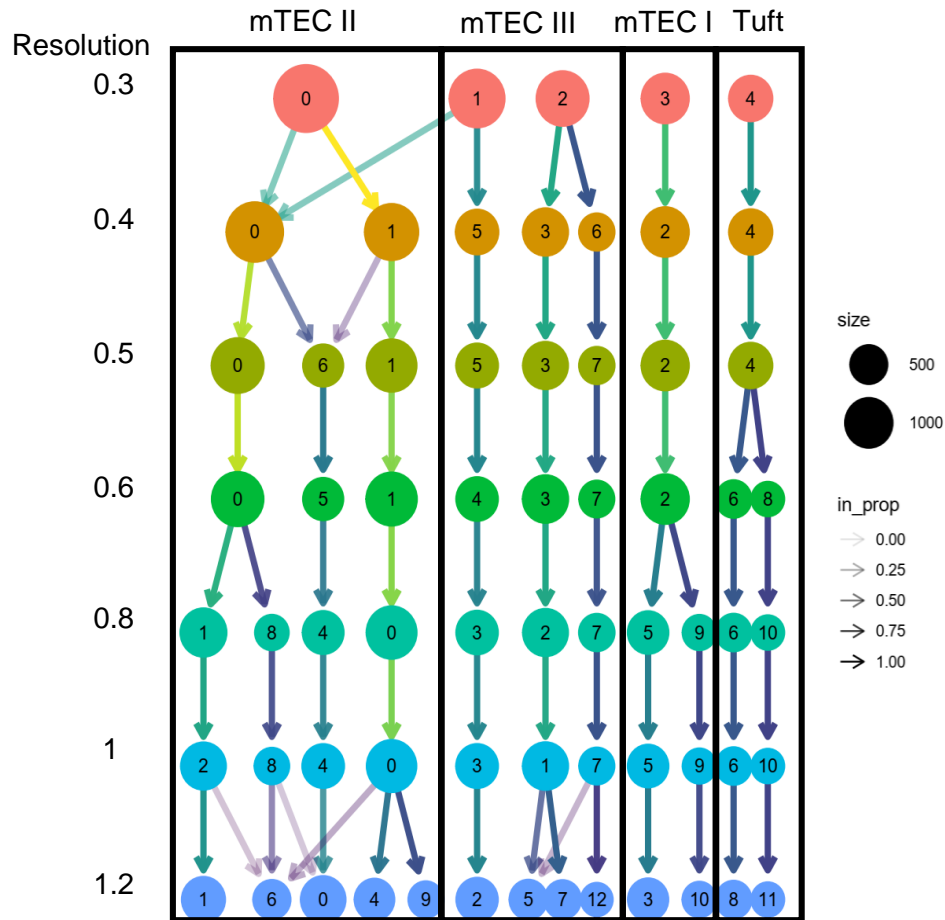 mTEC II mTEC III mTEC I Tuft
Resolution
0.3 0 1 2 3 4
0.4 0 1 5 3 6 2 4
0.5 0 6 1 5 3 7 2 4
size
500
1000
0.6 0 5 1 4 3 7 2 6 8
in_prop
0.00
0.25
0.50
0.75
1.00
0.8 1 8 4 0 3 2 7 5 9 6 10
1 2 8 4 0 3 1 7 5 9 6 10
1.2 1 6 0 4 9 2 5 7 12 3 10 8 11